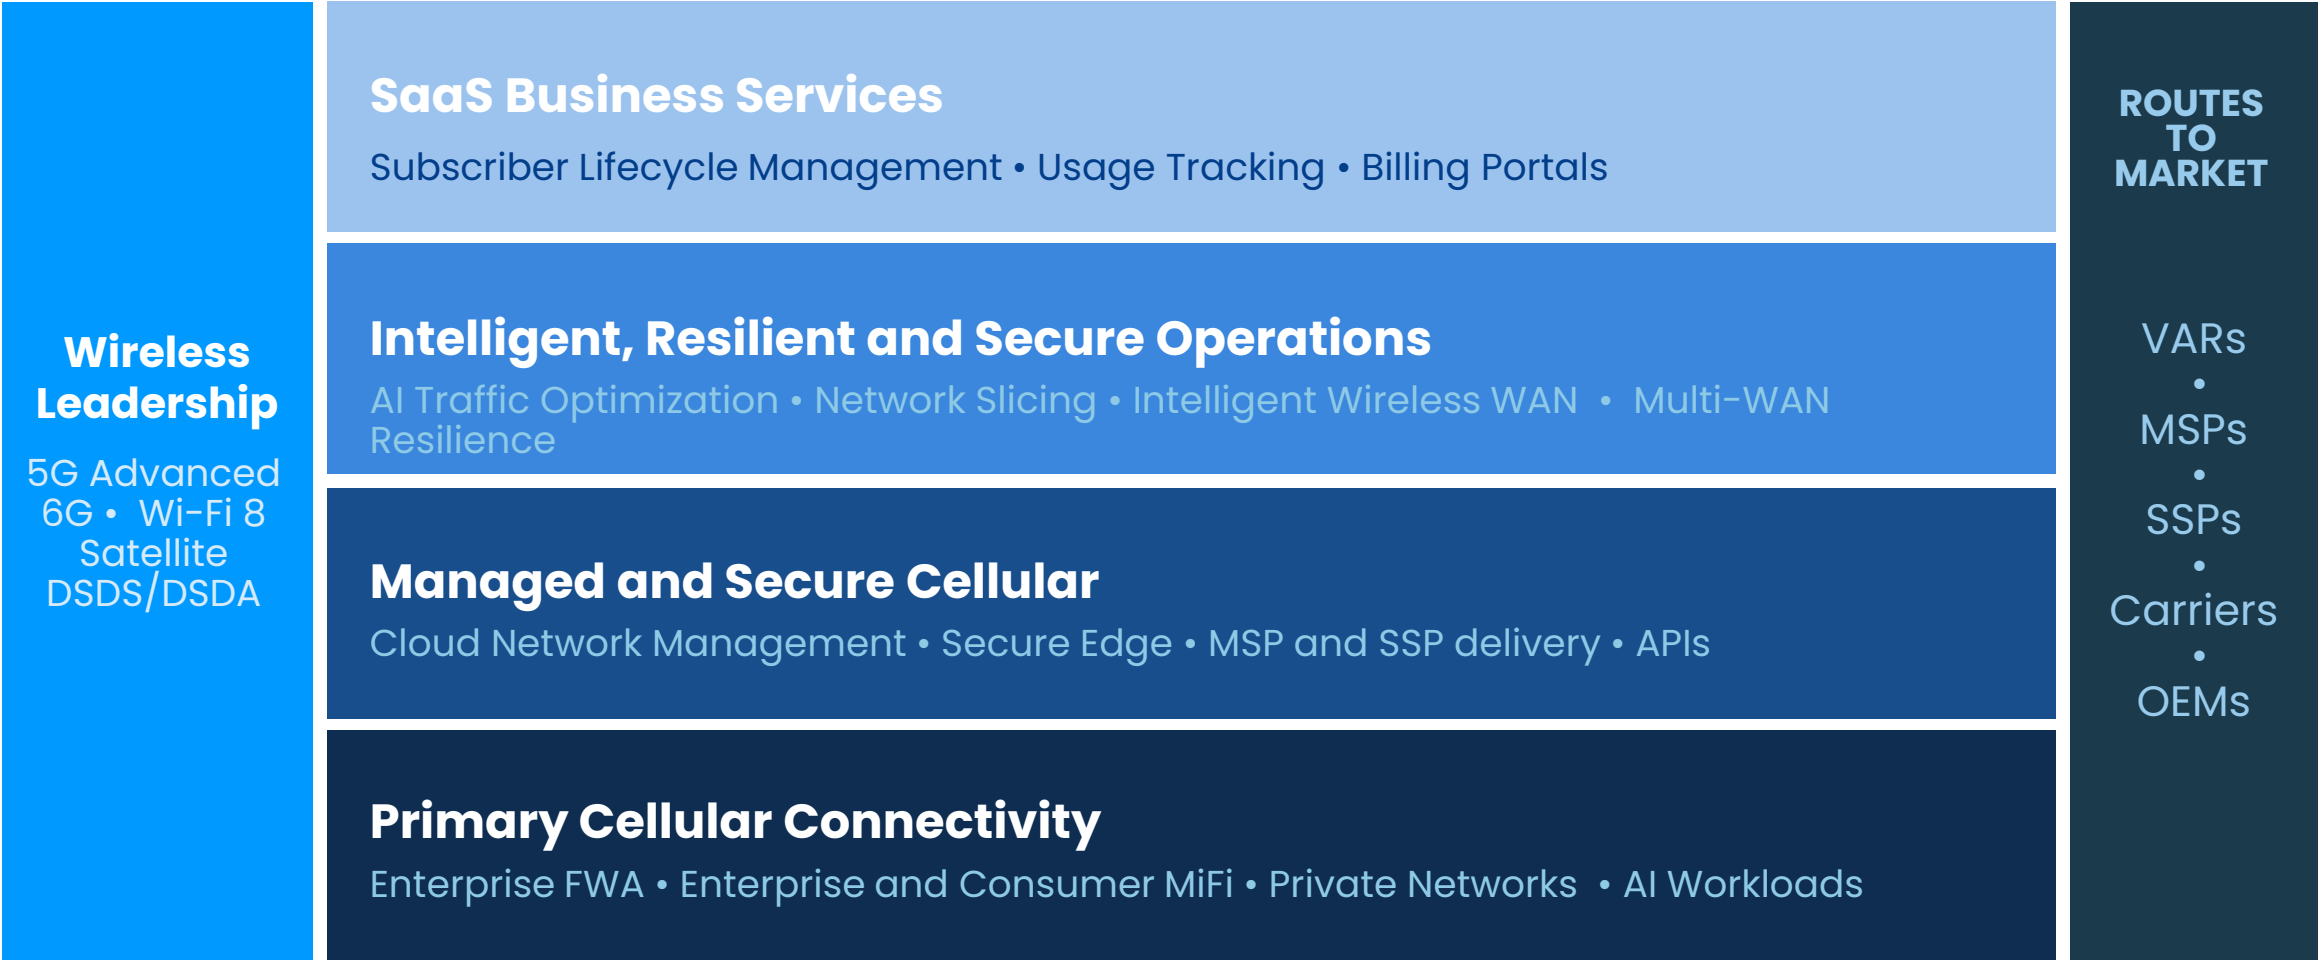 Wireless
Leadership
5G Advanced
6G • Wi-Fi 8
Satellite
DSDS/DSDA
SaaS Business Services
Subscriber Lifecycle Management • Usage Tracking • Billing Portals
Intelligent, Resilient and Secure Operations
AI Traffic Optimization • Network Slicing • Intelligent Wireless WAN • Multi-WAN
Resilience
Managed and Secure Cellular
Cloud Network Management • Secure Edge • MSP and SSP delivery • APIs
Primary Cellular Connectivity
Enterprise FWA • Enterprise and Consumer MiFi • Private Networks • AI Workloads
ROUTES
TO
MARKET
VARs
•
MSPs
•
SSPs
•
Carriers
•
OEMs